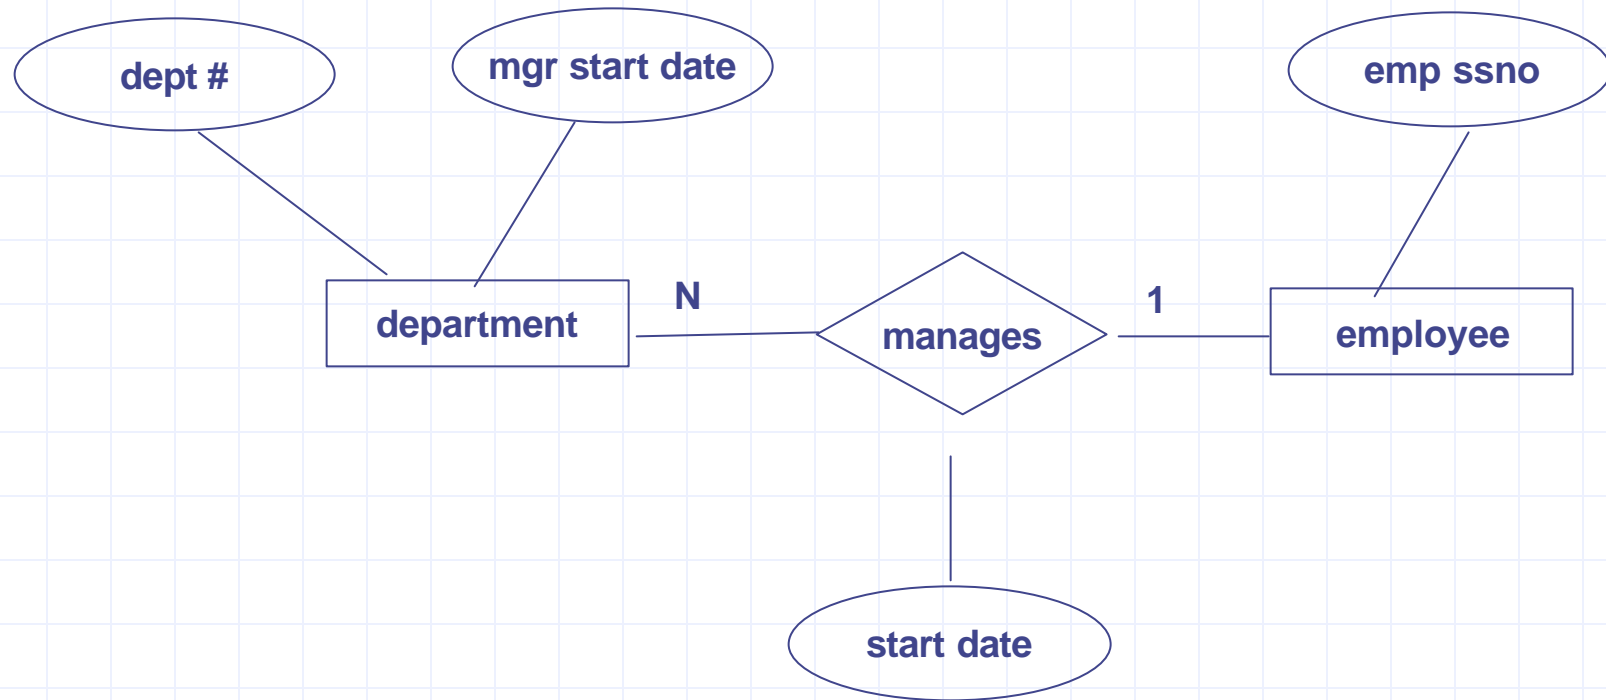 dept #
mgr start date
emp ssno
department
N
manages
1
employee
start date